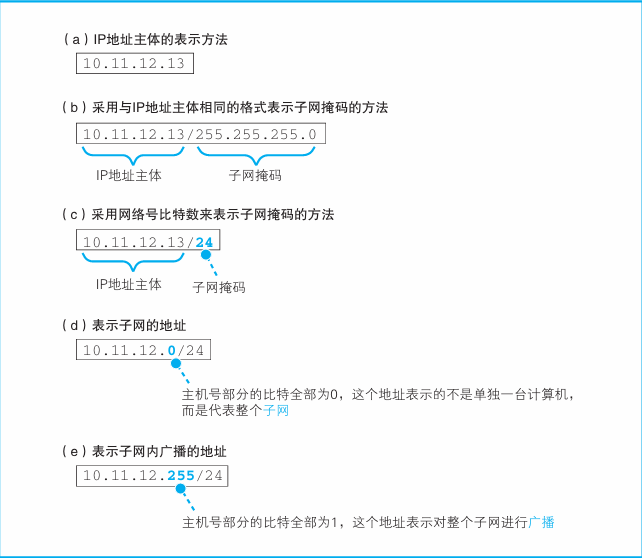 （a）IP地址主体的表示方法
10.11.12.13
（b）采用与IP地址主体相同的格式表示子网掩码的方法
10.11.12.13/255.255.255.0
IP地址主体 子网掩码
（c）采用网络号比特数来表示子网掩码的方法
10.11.12.13/24
IP地址主体 子网掩码
（d）表示子网的地址
10.11.12.0/24
主机号部分的比特全部为0，这个地址表示的不是单独一台计算机，
而是代表整个子网
（e）表示子网内广播的地址
10.11.12.255/24
主机号部分的比特全部为1，这个地址表示对整个子网进行广播